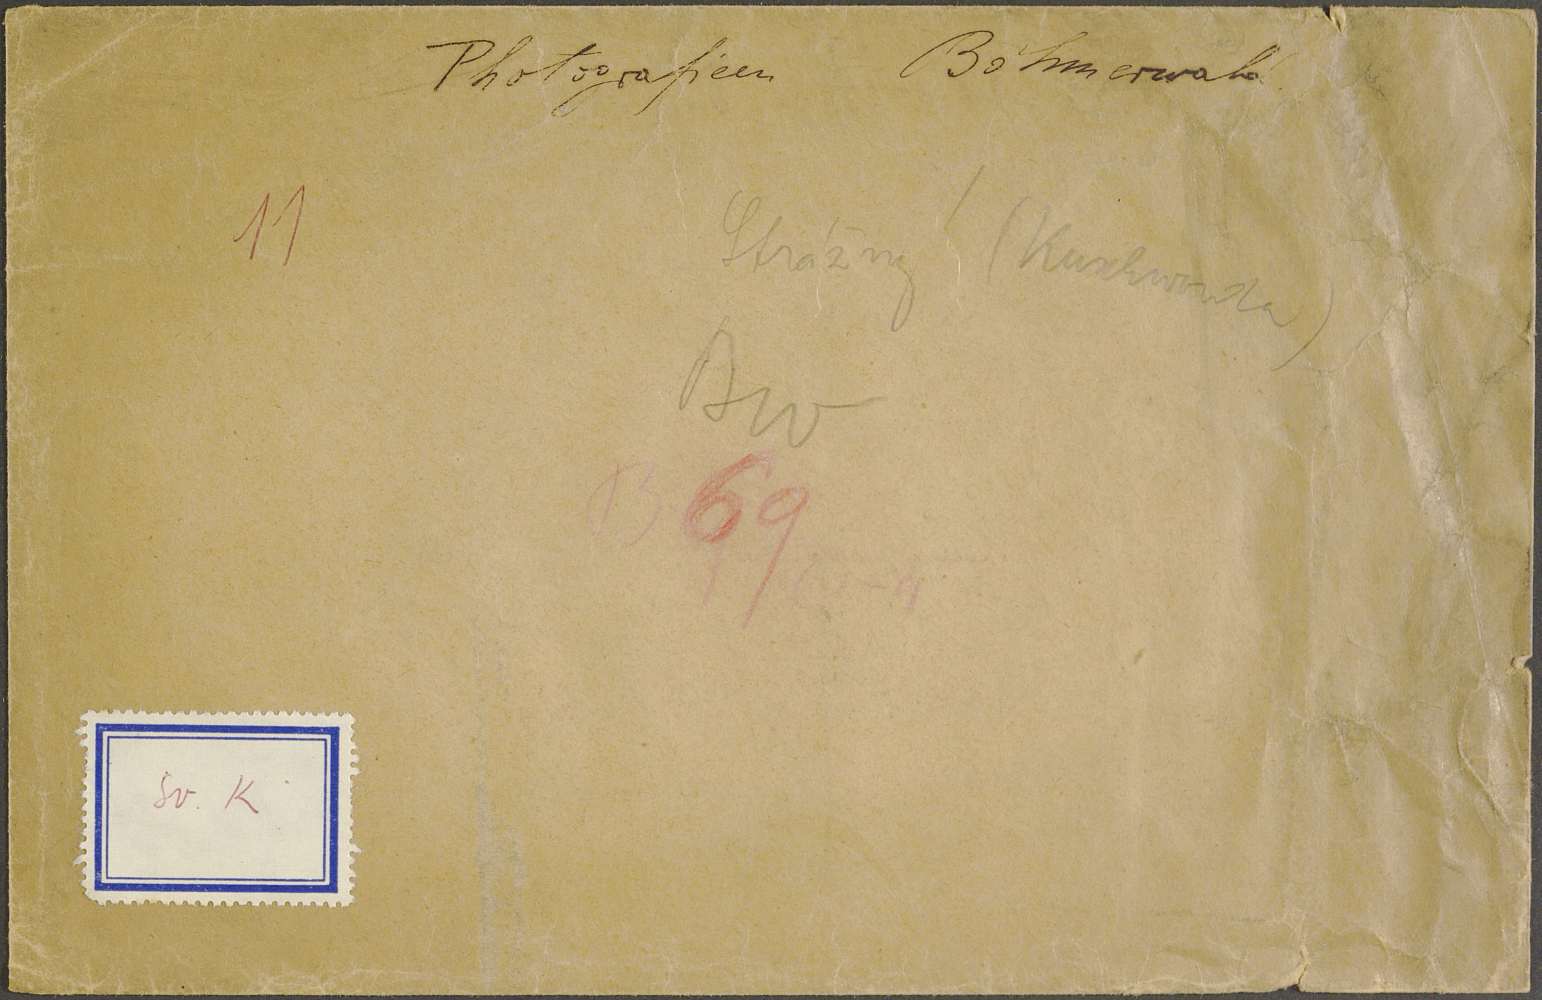 Photografieen Böhmerwald
11
Strážný (Kuschwarda)
BW
B 69
Sv. K